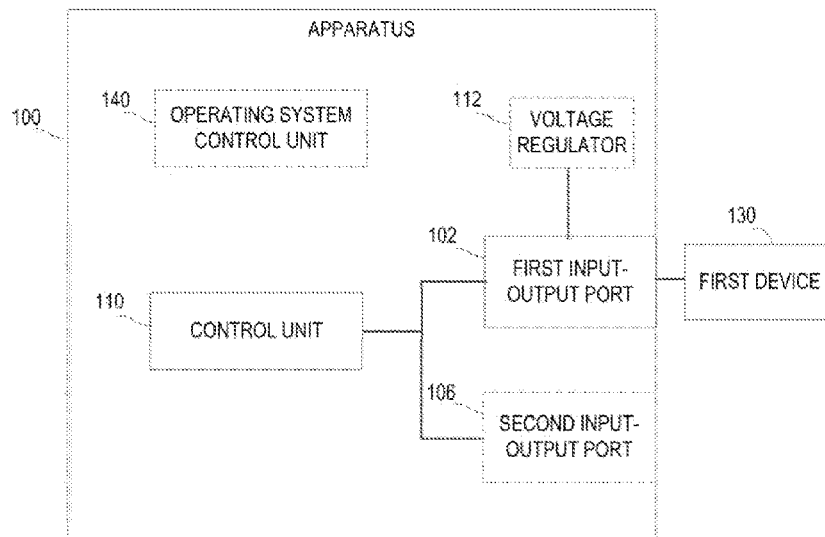 APPARATUS
100
140
OPERATING SYSTEM
CONTROL UNIT
112
VOLTAGE
REGULATOR
102
FIRST INPUT-
OUTPUT PORT
130
FIRST DEVICE
110
CONTROL UNIT
106
SECOND INPUT-
OUTPUT PORT